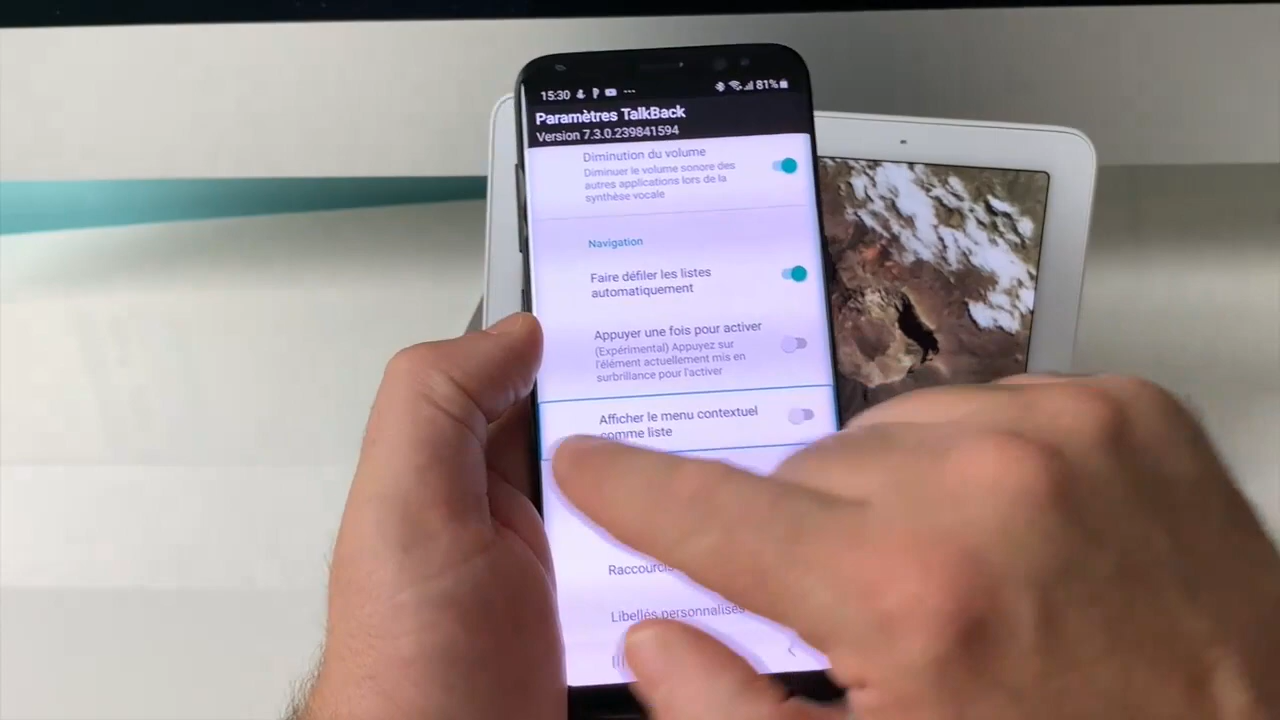 15:30 81%
Paramètres TalkBack
Version 7.3.0.239841594
Diminution du volume
Diminuer le volume sonore des
autres applications lors de la
synthèse vocale
Navigation
Faire défiler les listes
automatiquement
Appuyer une fois pour activer
(Expérimental) Appuyez sur
l'élément actuellement mis en
surbrillance pour l'activer
Afficher le menu contextuel
comme liste
Raccourcis
Libellés personnalisés